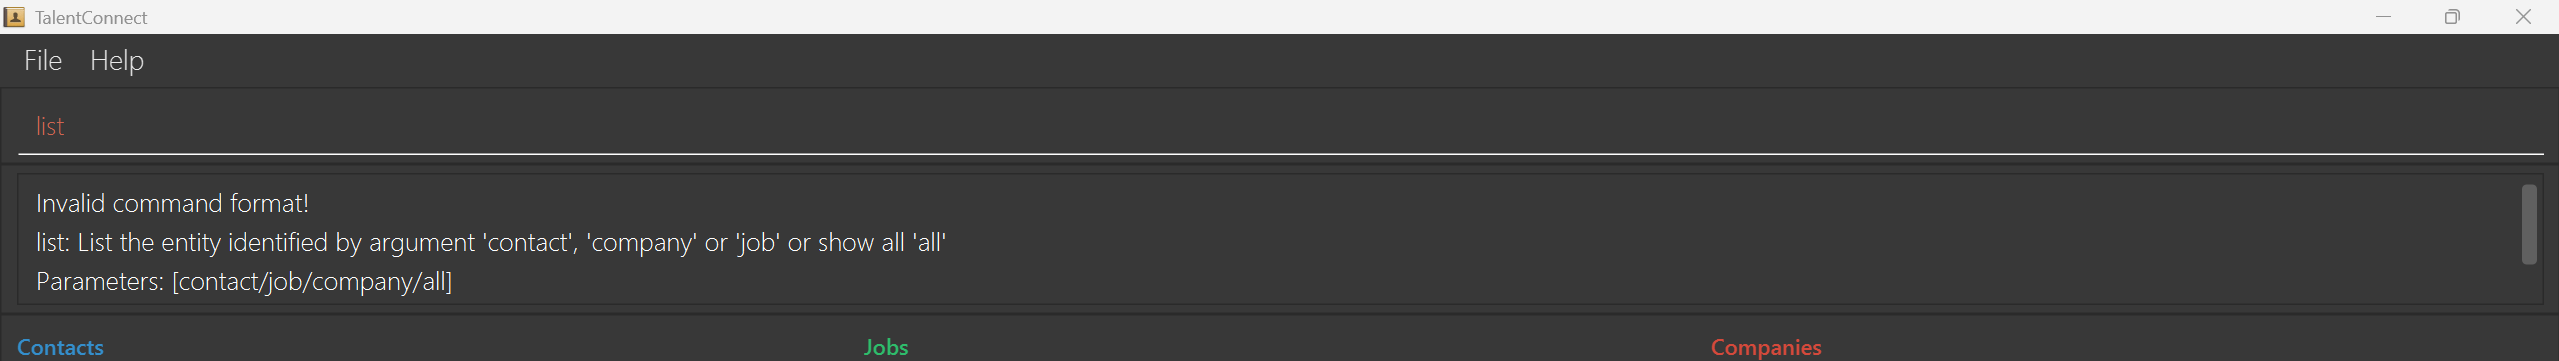 TalentConnect
File Help
list
Invalid command format!
list: List the entity identified by argument 'contact', 'company' or 'job' or show all 'all'
Parameters: [contact/job/company/all]
Contacts Jobs Companies